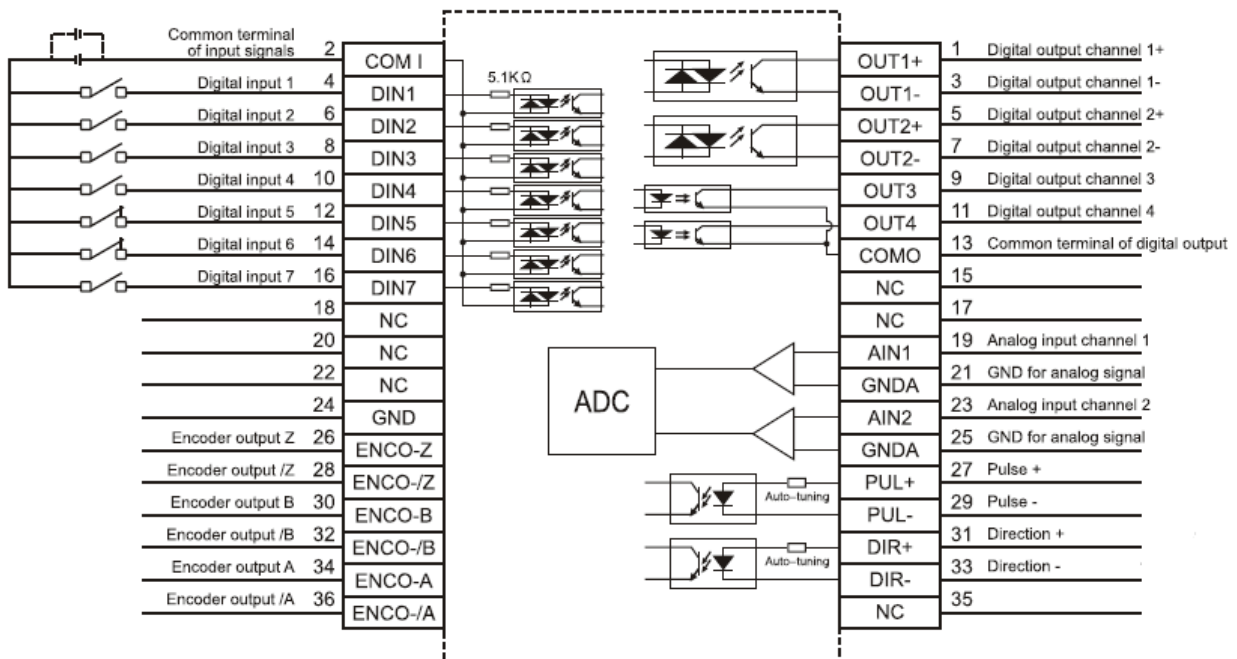 Common terminal
of input signals 2 COM I
Digital input 1 4 DIN1
Digital input 2 6 DIN2
Digital input 3 8 DIN3
Digital input 4 10 DIN4
Digital input 5 12 DIN5
Digital input 6 14 DIN6
Digital input 7 16 DIN7
18 NC
20 NC
22 NC
24 GND
Encoder output Z 26 ENCO-Z
Encoder output /Z 28 ENCO-/Z
Encoder output B 30 ENCO-B
Encoder output /B 32 ENCO-/B
Encoder output A 34 ENCO-A
Encoder output /A 36 ENCO-/A
5.1KΩ
ADC
Auto-tuning
Auto-tuning
OUT1+ 1 Digital output channel 1+
OUT1- 3 Digital output channel 1-
OUT2+ 5 Digital output channel 2+
OUT2- 7 Digital output channel 2-
OUT3 9 Digital output channel 3
OUT4 11 Digital output channel 4
COMO 13 Common terminal of digital output
NC 15
NC 17
AIN1 19 Analog input channel 1
GNDA 21 GND for analog signal
AIN2 23 Analog input channel 2
GNDA 25 GND for analog signal
PUL+ 27 Pulse +
PUL- 29 Pulse -
DIR+ 31 Direction +
DIR- 33 Direction -
NC 35